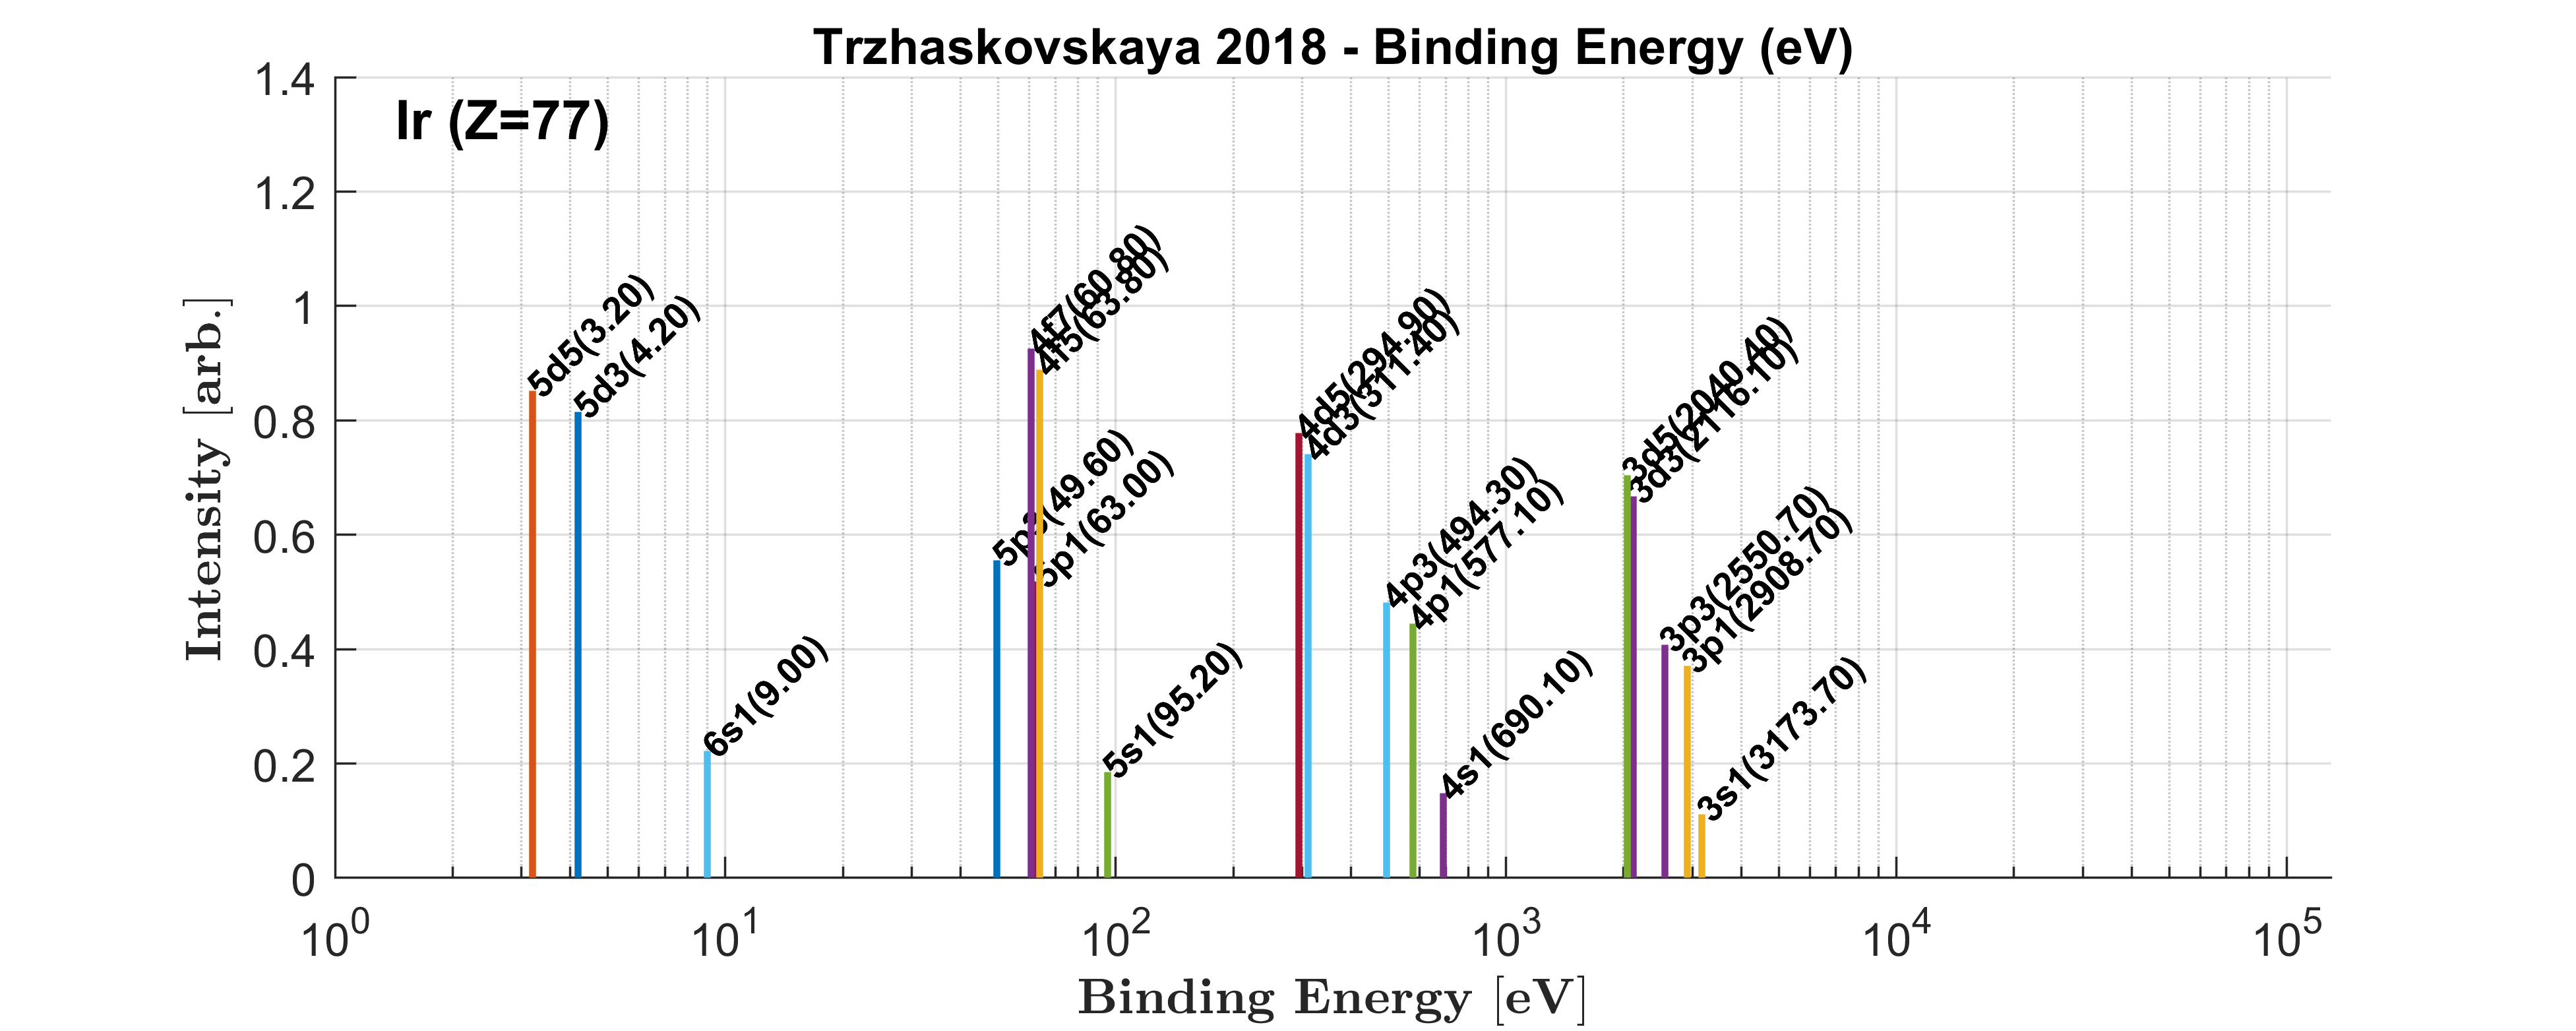 Trzhaskovskaya 2018 - Binding Energy (eV)
Ir (Z=77)
Intensity [arb.]
1.4
1.2
1
0.8
0.6
0.4
0.2
0
5d5(3.20)
5d3(4.20)
6s1(9.00)
5p3(49.60)
4f7(60.80)
5p1(63.00)
4f5(63.80)
5s1(95.20)
4d5(294.90)
4d3(311.40)
4p3(494.30)
4p1(577.10)
4s1(690.10)
3d5(2040.40)
3d3(2116.10)
3p3(2550.70)
3p1(2908.70)
3s1(3173.70)
10^0 10^1 10^2 10^3 10^4 10^5
Binding Energy [eV]